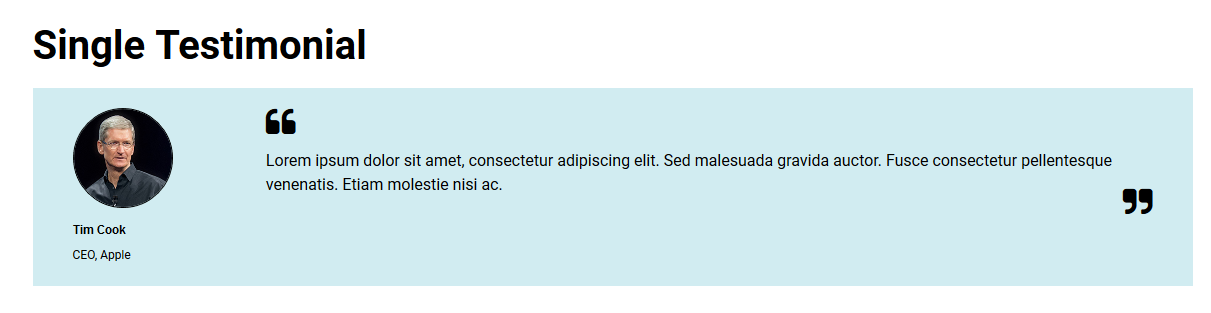 Single Testimonial
“
Lorem ipsum dolor sit amet, consectetur adipiscing elit. Sed malesuada gravida auctor. Fusce consectetur pellentesque
venenatis. Etiam molestie nisi ac.
”
Tim Cook
CEO, Apple